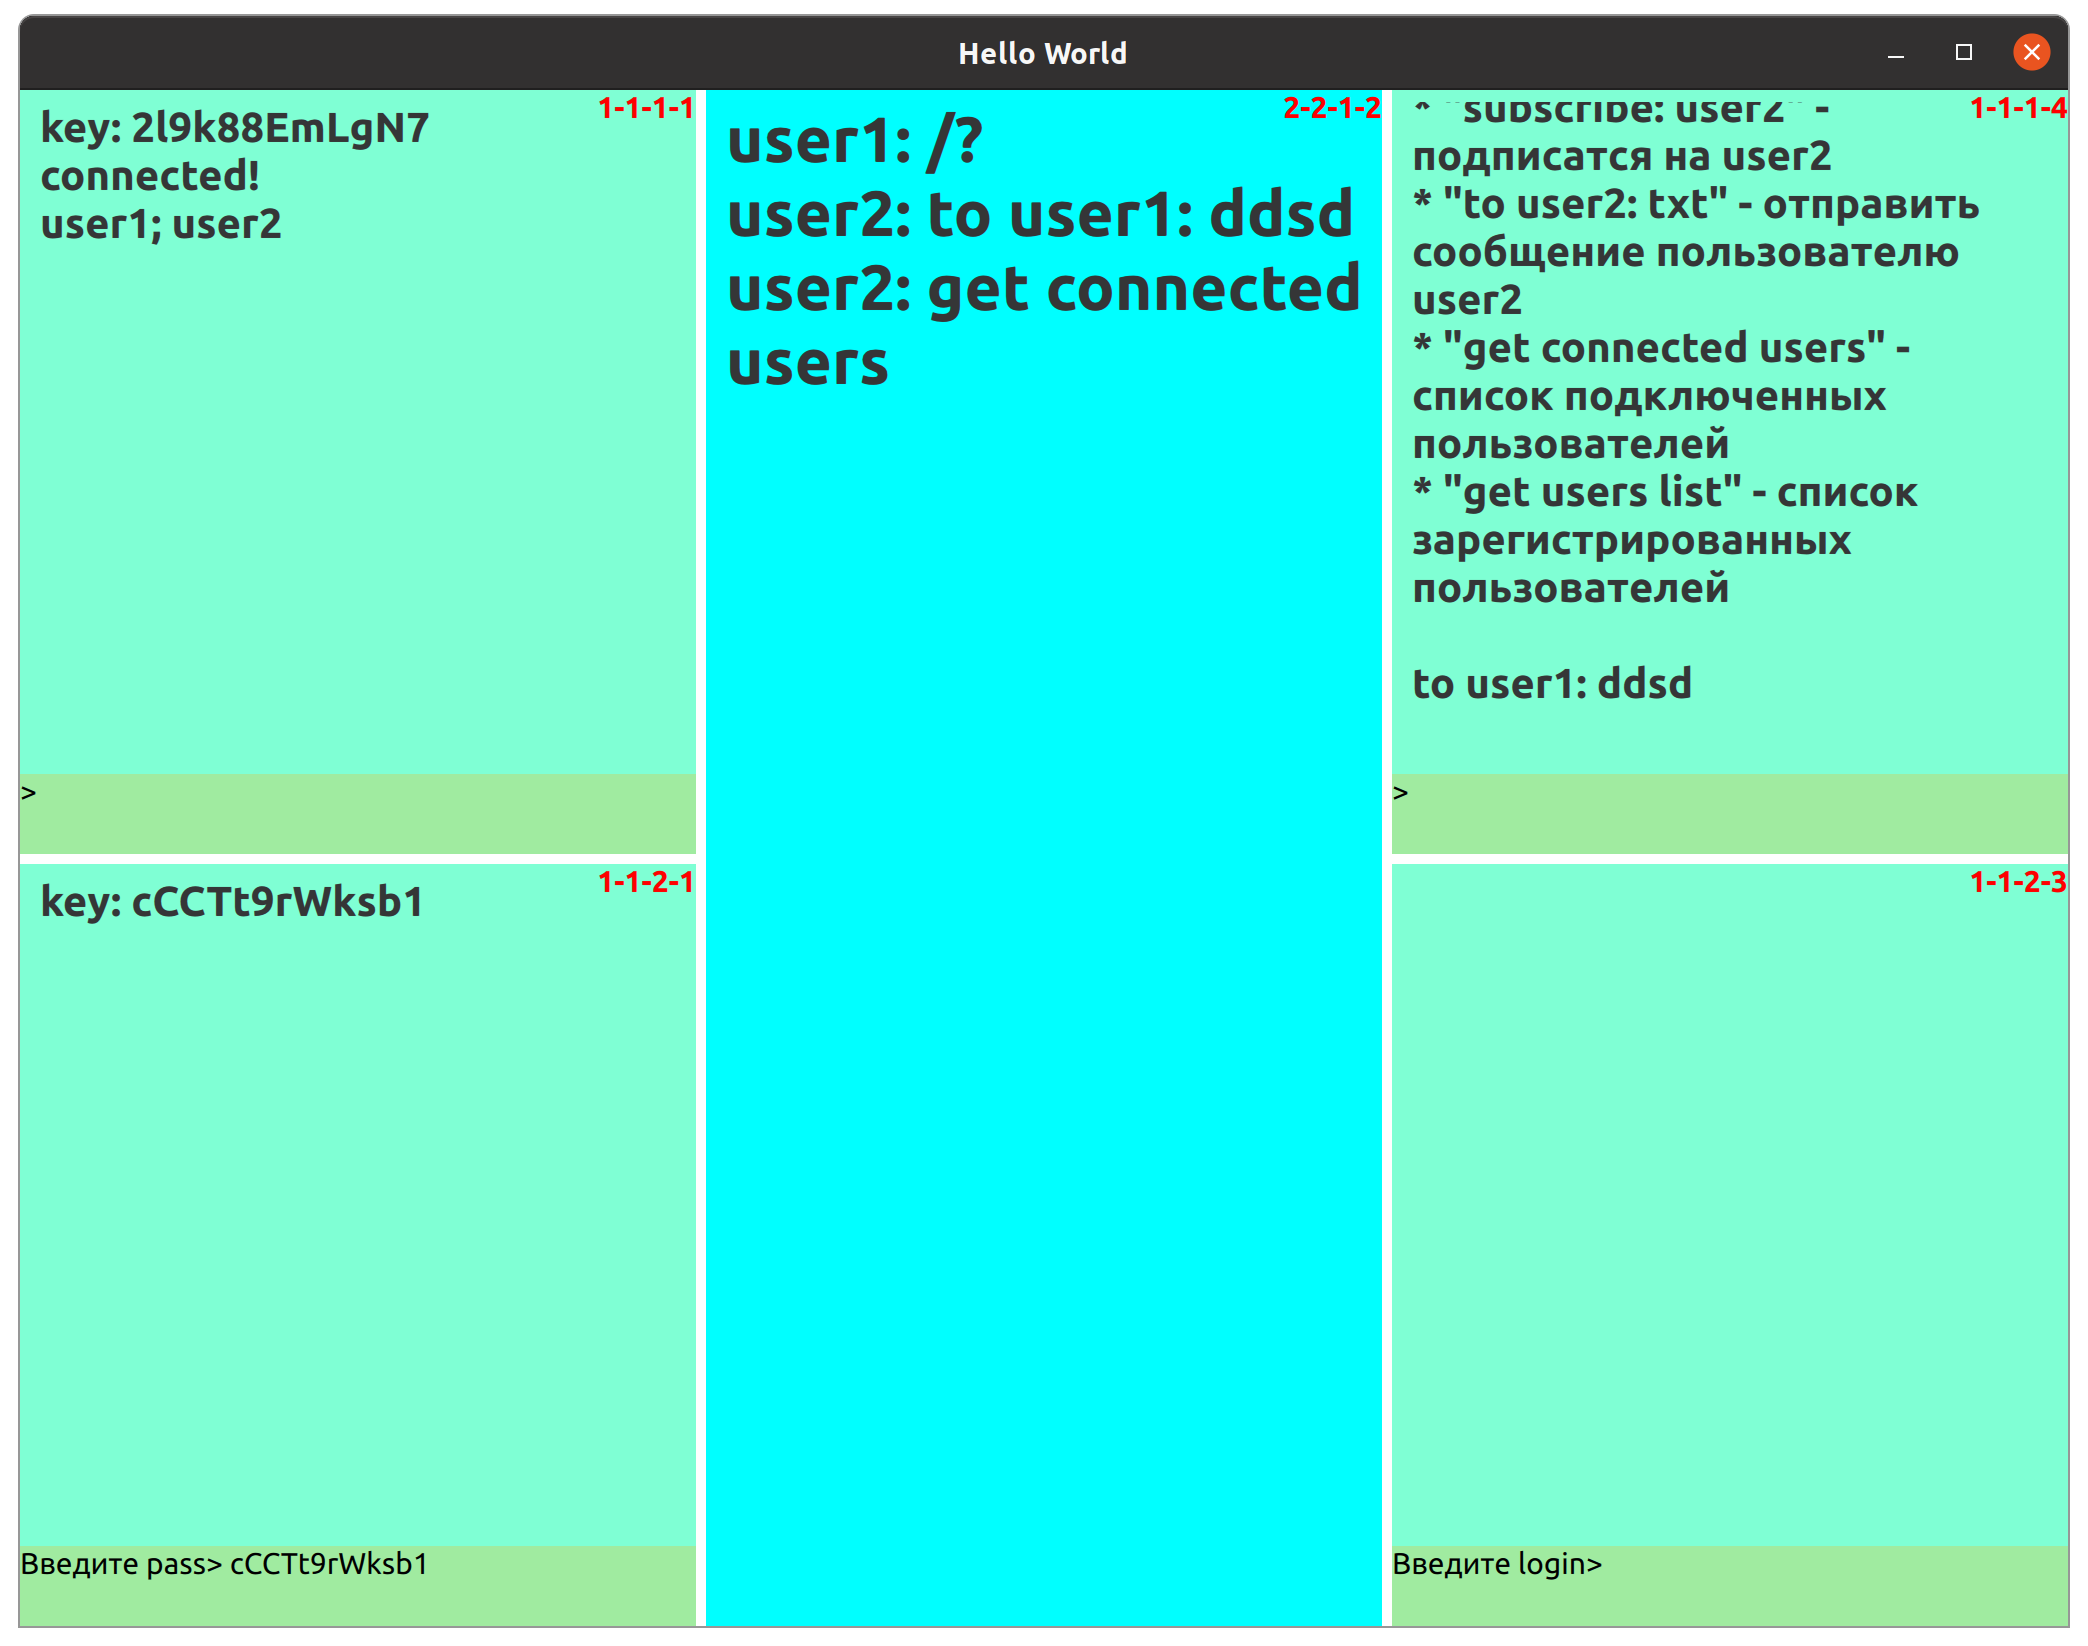 Hello World
1-1-1-1
key: 2l9k88EmLgN7
connected!
user1; user2
>
1-1-2-1
key: cCCTt9rWksb1
Введите pass> cCCTt9rWksb1
2-2-1-2
user1: /?
user2: to user1: ddsd
user2: get connected
users
1-1-1-4
* "subscribe: user2" -
подписатся на user2
* "to user2: txt" - отправить
сообщение пользователю
user2
* "get connected users" -
список подключенных
пользователей
* "get users list" - список
зарегистрированных
пользователей
to user1: ddsd
>
1-1-2-3
Введите login>